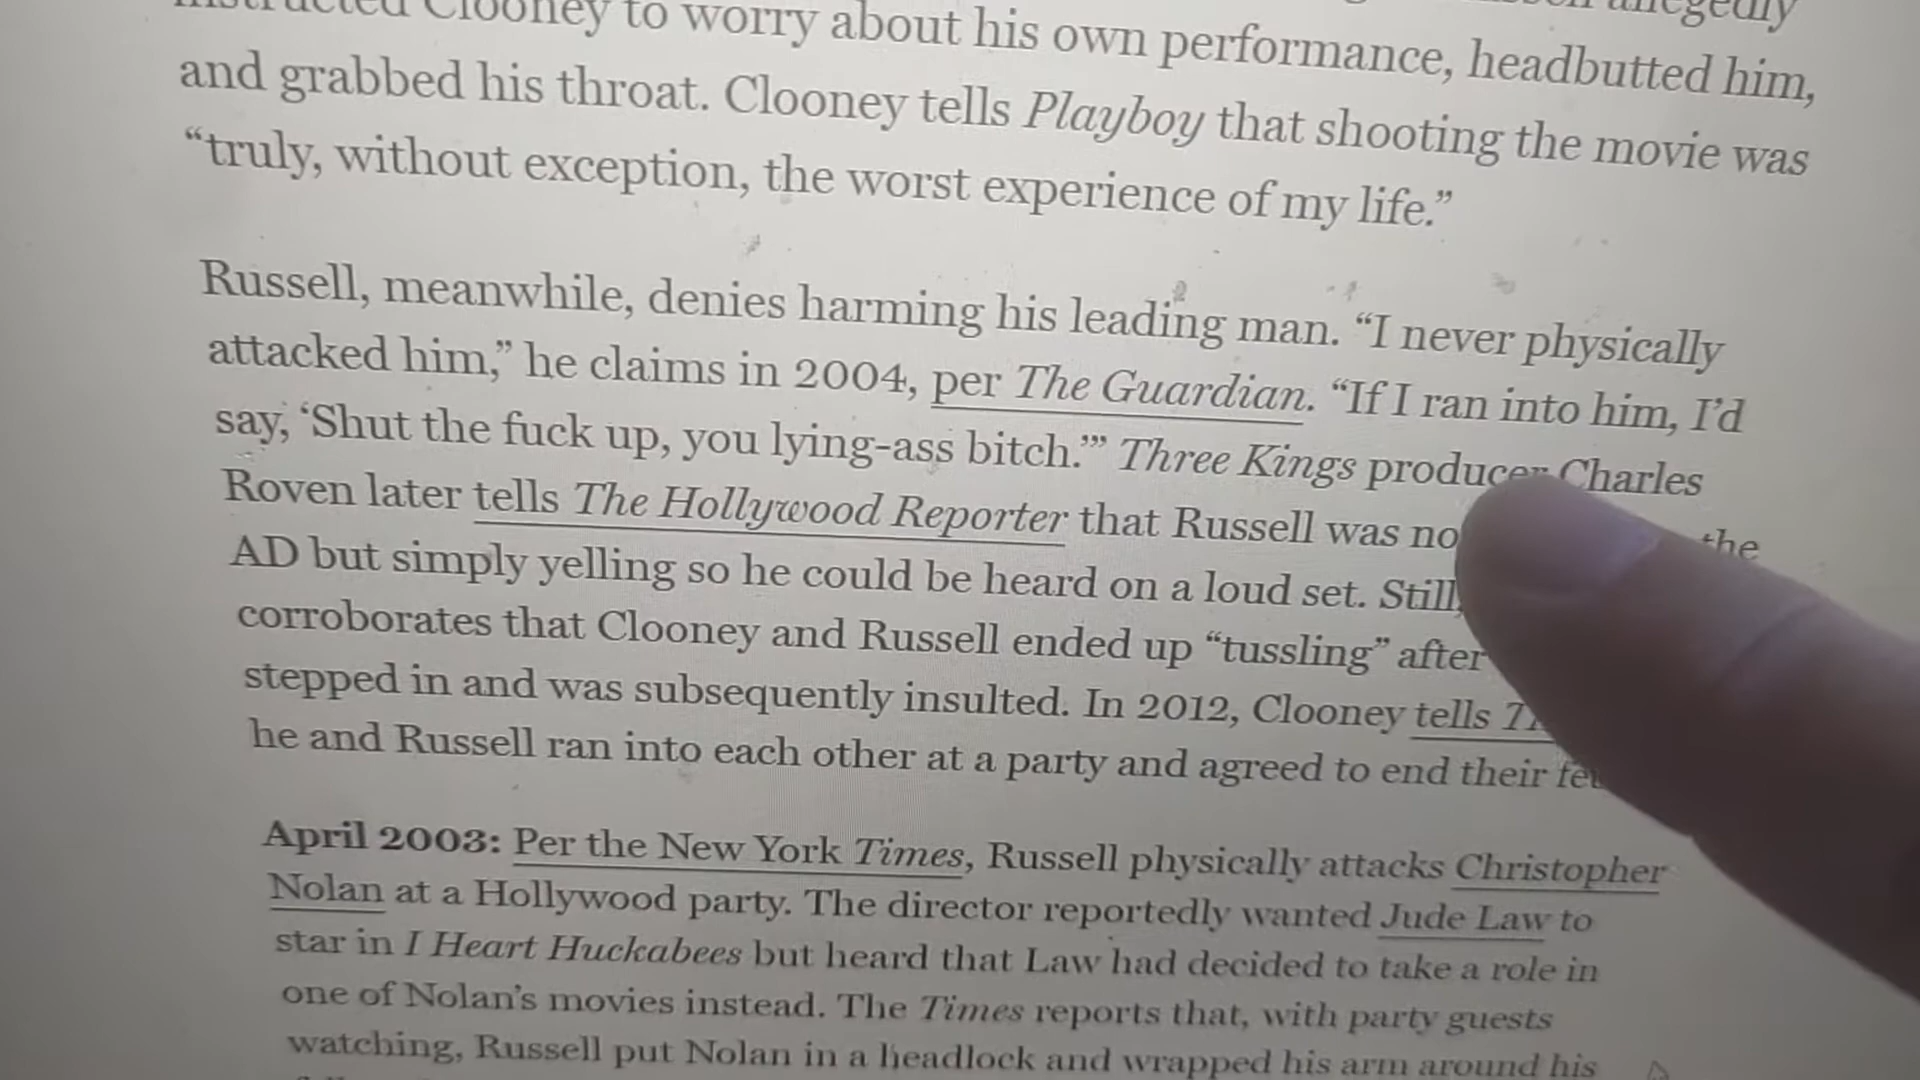 instructed Clooney to worry about his own performance, headbutted him, allegedly
and grabbed his throat. Clooney tells Playboy that shooting the movie was
“truly, without exception, the worst experience of my life.”
Russell, meanwhile, denies harming his leading man. “I never physically
attacked him,” he claims in 2004, per The Guardian. “If I ran into him, I’d
say, ‘Shut the fuck up, you lying-ass bitch.’” Three Kings producer Charles
Roven later tells The Hollywood Reporter that Russell was the
AD but simply yelling so he could be heard on a loud set. Still,
corroborates that Clooney and Russell ended up “tussling” after
stepped in and was subsequently insulted. In 2012, Clooney tells
he and Russell ran into each other at a party and agreed to end their
April 2003: Per the New York Times, Russell physically attacks Christopher
Nolan at a Hollywood party. The director reportedly wanted Jude Law to
star in I Heart Huckabees but heard that Law had decided to take a role in
one of Nolan’s movies instead. The Times reports that, with party guests
watching, Russell put Nolan in a headlock and wrapped his arm around his